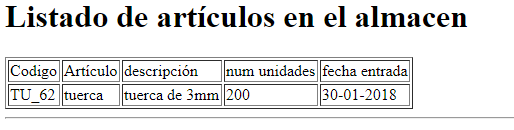 Listado de artículos en el almacen
Codigo Artículo descripción num unidades fecha entrada
TU_62 tuerca tuerca de 3mm 200 30-01-2018